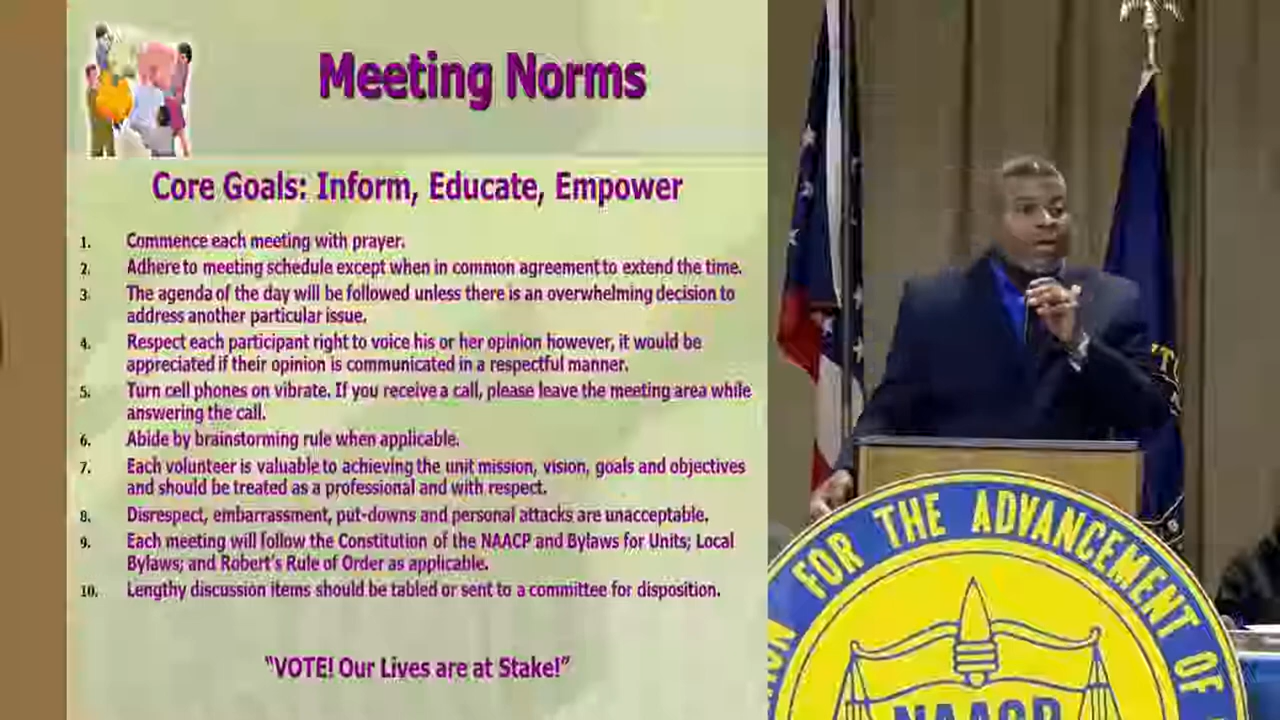 Meeting Norms
Core Goals: Inform, Educate, Empower
1. Commence each meeting with prayer.
2. Adhere to meeting schedule except when in common agreement to extend the time.
3. The agenda of the day will be followed unless there is an overwhelming decision to
address another particular issue.
4. Respect each participant right to voice his or her opinion however, it would be
appreciated if their opinion is communicated in a respectful manner.
5. Turn cell phones on vibrate. If you receive a call, please leave the meeting area while
answering the call.
6. Abide by brainstorming rule when applicable.
7. Each volunteer is valuable to achieving the unit mission, vision, goals and objectives
and should be treated as a professional and with respect.
8. Disrespect, embarrassment, put-downs and personal attacks are unacceptable.
9. Each meeting will follow the Constitution of the NAACP and Bylaws for Units; Local
Bylaws; and Robert's Rule of Order as applicable.
10. Lengthy discussion items should be tabled or sent to a committee for disposition.
"VOTE! Our Lives are at Stake!"
FOR THE ADVANCEMENT OF
NAACP